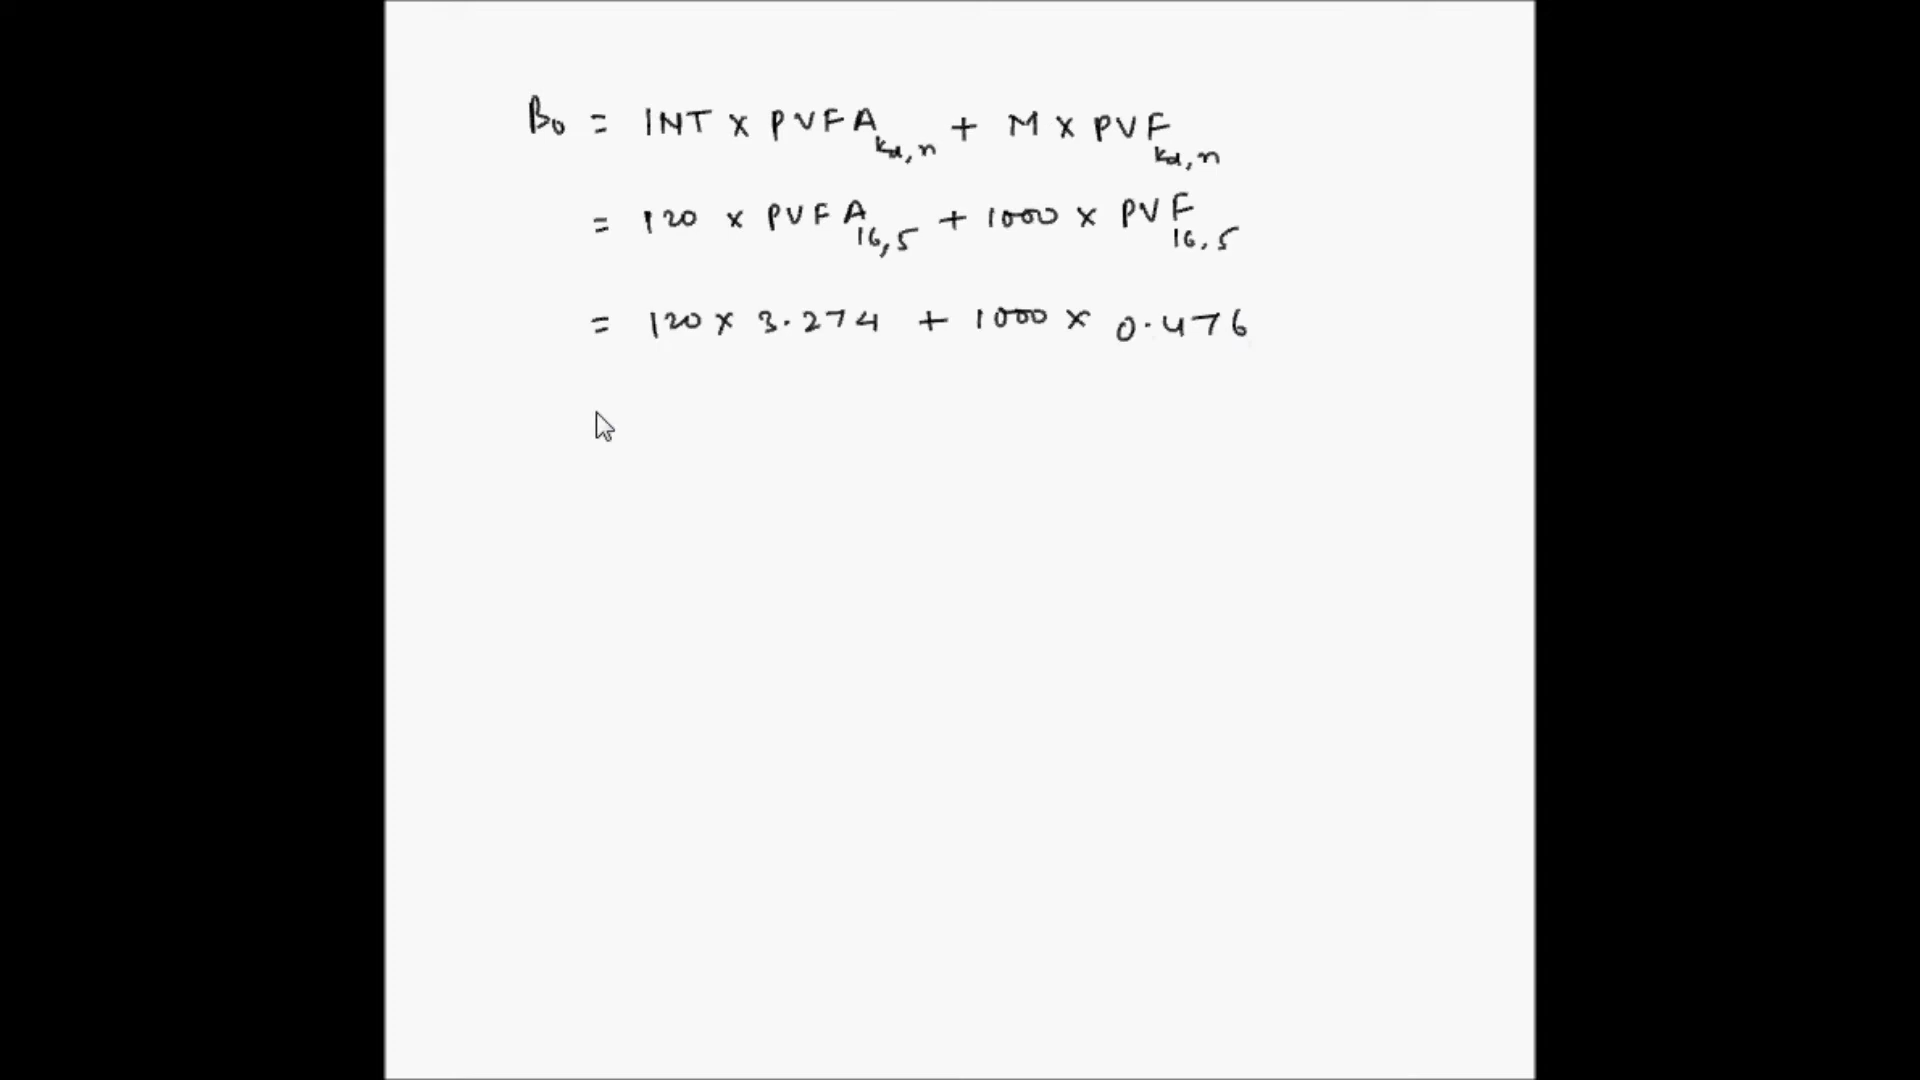 B0 = INT x PVFA kd,n + M x PVF kd,n
= 120 x PVFA 16,5 + 1000 x PVF 16,5
= 120 x 3.274 + 1000 x 0.476